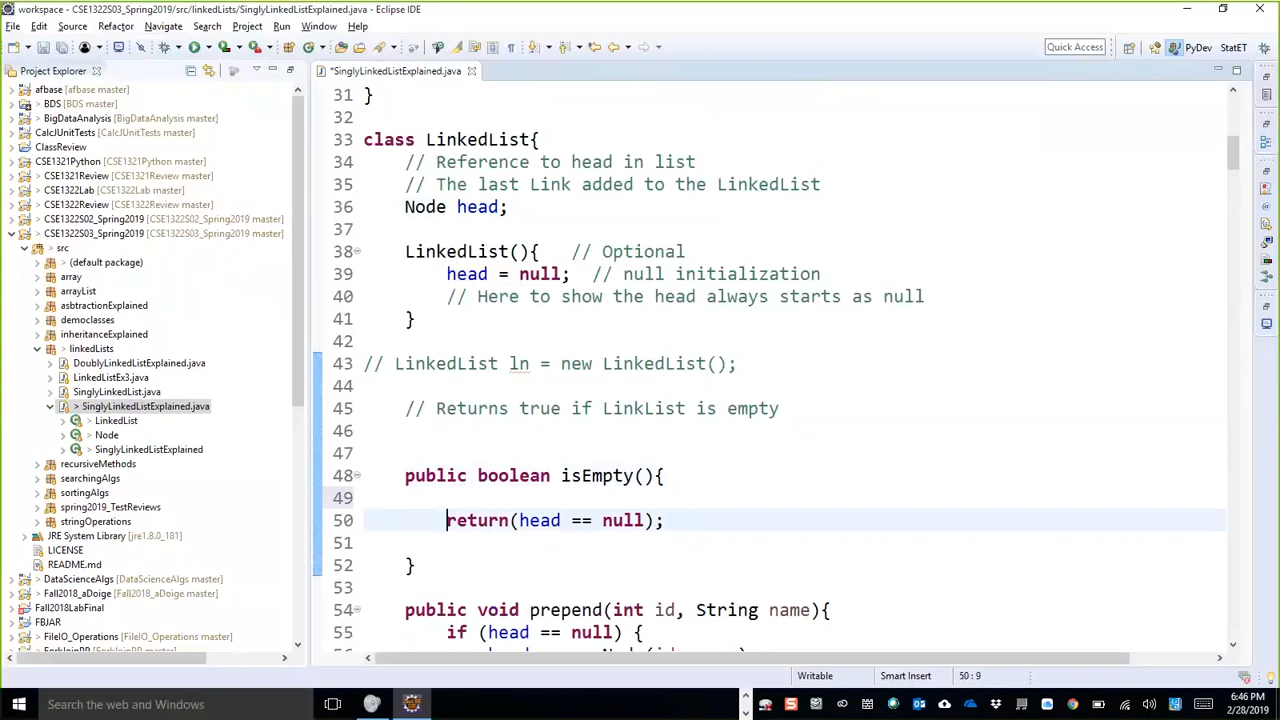 workspace - CSE1322S03_Spring2019/src/linkedLists/SinglyLinkedListExplained.java - Eclipse IDE
File Edit Source Refactor Navigate Search Project Run Window Help
Quick Access
PyDev
StatET
Project Explorer
*SinglyLinkedListExplained.java
afbase [afbase master]
> BDS [BDS master]
> BigDataAnalysis [BigDataAnalysis master]
CalcJUnitTests [CalcJUnitTests master]
ClassReview
CSE1321Python [CSE1321Python master]
> CSE1321Review [CSE1321Review master]
> CSE1322Lab [CSE1322Lab master]
> CSE1322Review [CSE1322Review master]
> CSE1322S02_Spring2019 [CSE1322S02_Spring2019 master]
> CSE1322S03_Spring2019 [CSE1322S03_Spring2019 master]
> src
> (default package)
array
arrayList
asbtractionExplained
democlasses
inheritanceExplained
> linkedLists
DoublyLinkedListExplained.java
LinkedListEx3.java
SinglyLinkedList.java
> SinglyLinkedListExplained.java
> LinkedList
> Node
> SinglyLinkedListExplained
recursiveMethods
searchingAlgs
sortingAlgs
spring2019_TestReviews
stringOperations
JRE System Library [jre1.8.0_181]
LICENSE
README.md
> DataScienceAlgs [DataScienceAlgs master]
> Fall2018_aDoige [Fall2018_aDoige master]
Fall2018LabFinal
FBJAR
> FileIO_Operations [FileIO_Operations master]
31 }
32
33 class LinkedList{
34 // Reference to head in list
35 // The last Link added to the LinkedList
36 Node head;
37
38 LinkedList(){ // Optional
39 head = null; // null initialization
40 // Here to show the head always starts as null
41 }
42
43 // LinkedList ln = new LinkedList();
44
45 // Returns true if LinkList is empty
46
47
48 public boolean isEmpty(){
49
50 return(head == null);
51
52 }
53
54 public void prepend(int id, String name){
55 if (head == null) {
Writable
Smart Insert
50 : 9
Search the web and Windows
6:46 PM
2/28/2019